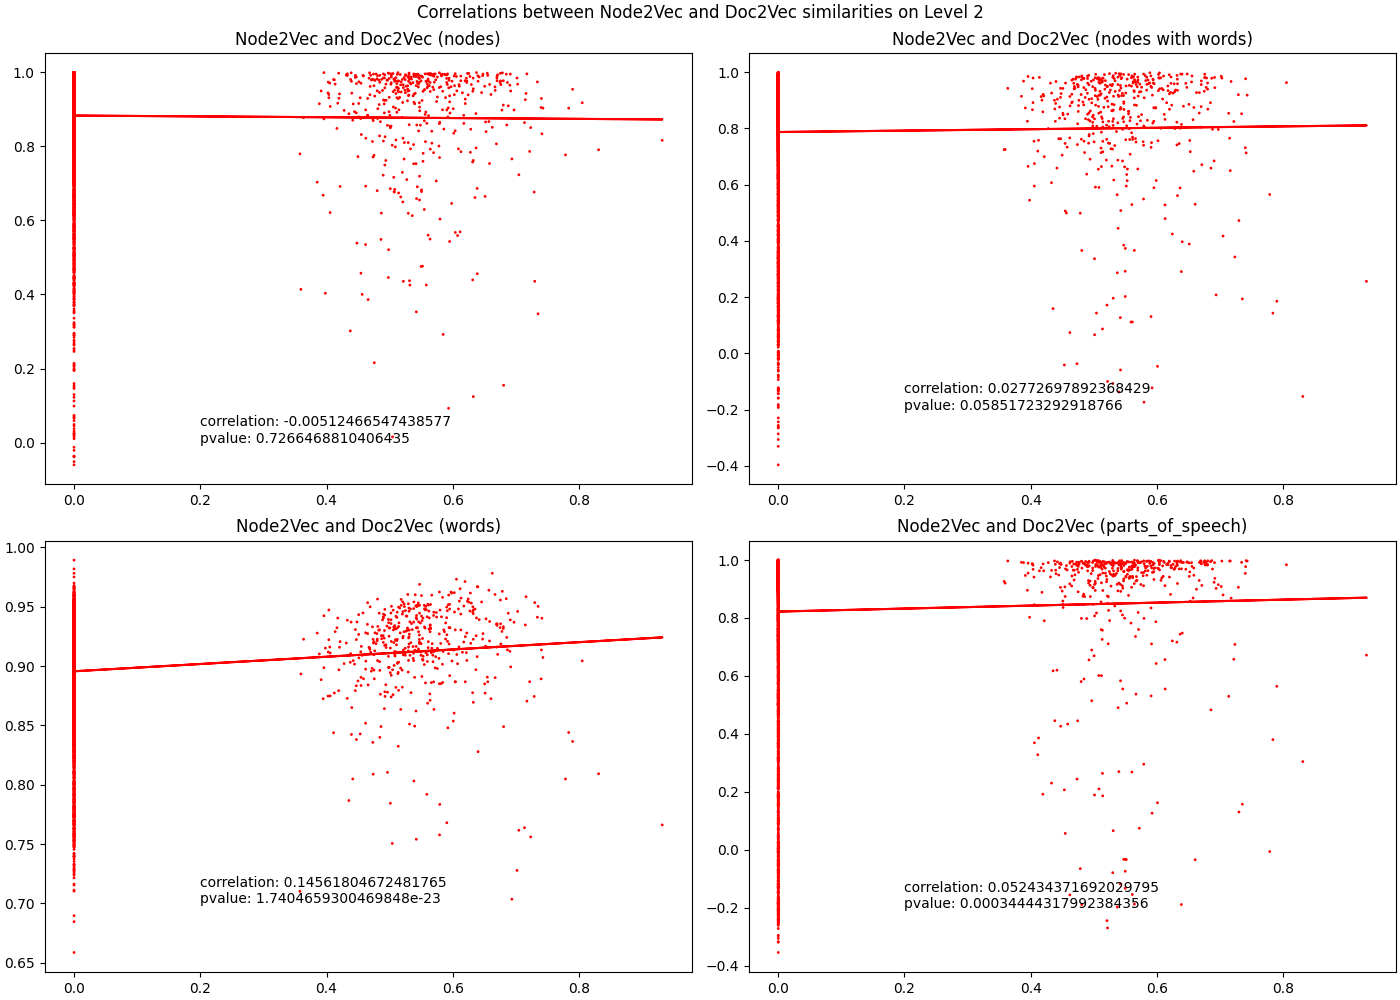 Correlations between Node2Vec and Doc2Vec similarities on Level 2
Node2Vec and Doc2Vec (nodes)
1.0
0.8
0.6
0.4
0.2
0.0
correlation: -0.00512466547438577
pvalue: 0.7266468810406435
0.0 0.2 0.4 0.6 0.8
Node2Vec and Doc2Vec (nodes with words)
1.0
0.8
0.6
0.4
0.2
0.0
−0.2
−0.4
correlation: 0.02772697892368429
pvalue: 0.05851723292918766
0.0 0.2 0.4 0.6 0.8
Node2Vec and Doc2Vec (words)
1.00
0.95
0.90
0.85
0.80
0.75
0.70
0.65
correlation: 0.14561804672481765
pvalue: 1.7404659300469848e-23
0.0 0.2 0.4 0.6 0.8
Node2Vec and Doc2Vec (parts_of_speech)
1.0
0.8
0.6
0.4
0.2
0.0
−0.2
−0.4
correlation: 0.052434371692029795
pvalue: 0.00034444317992384356
0.0 0.2 0.4 0.6 0.8